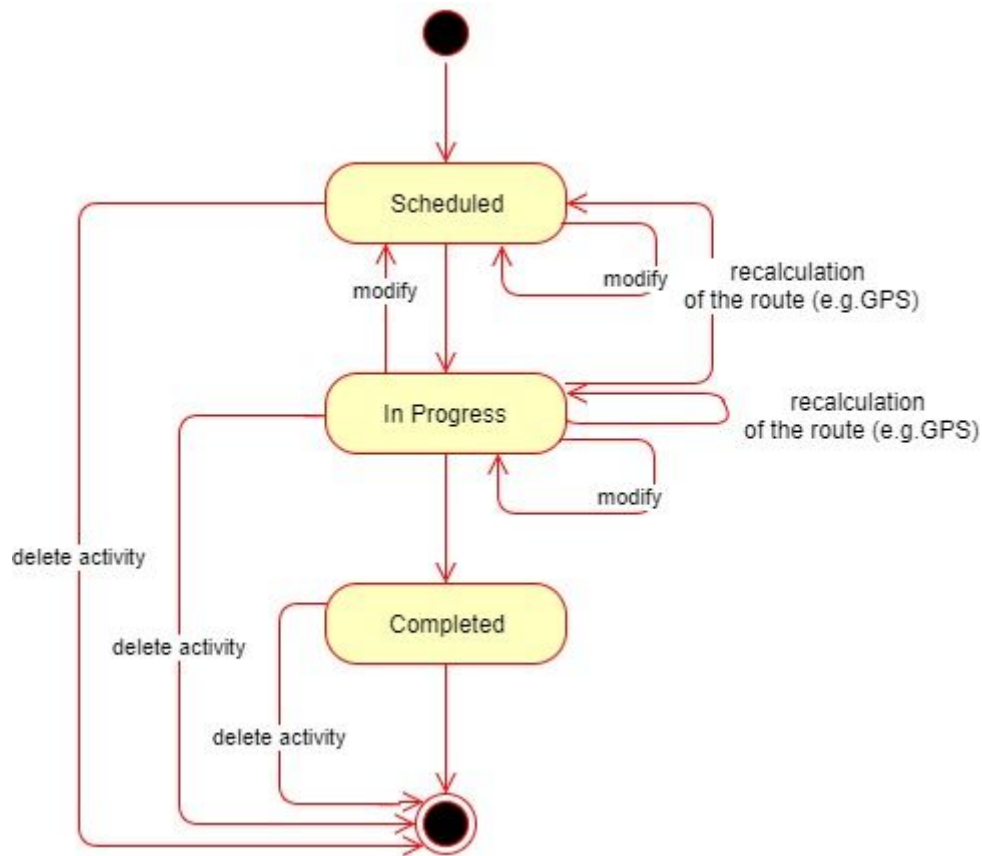 Scheduled
modify
modify
recalculation
of the route (e.g.GPS)
In Progress
recalculation
of the route (e.g.GPS)
modify
delete activity
Completed
delete activity
delete activity